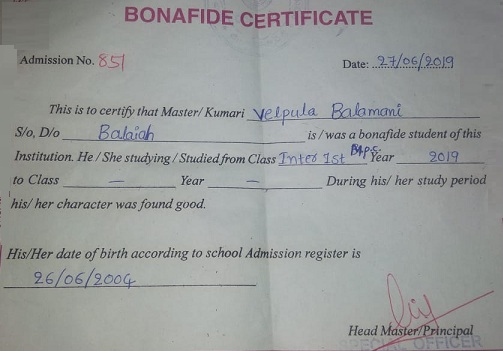 BONAFIDE CERTIFICATE
Admission No. 851
Date: 27/06/2019
This is to certify that Master/ Kumari Velpula Balamani
S/o, D/o Balaiah is / was a bonafide student of this
Institution. He / She studying / Studied from Class Inter 1st M.p.c. Year 2019
to Class — Year — During his/ her study period
his/ her character was found good.
His/Her date of birth according to school Admission register is
26/06/2004
Head Master/Principal
SPECIAL OFFICER